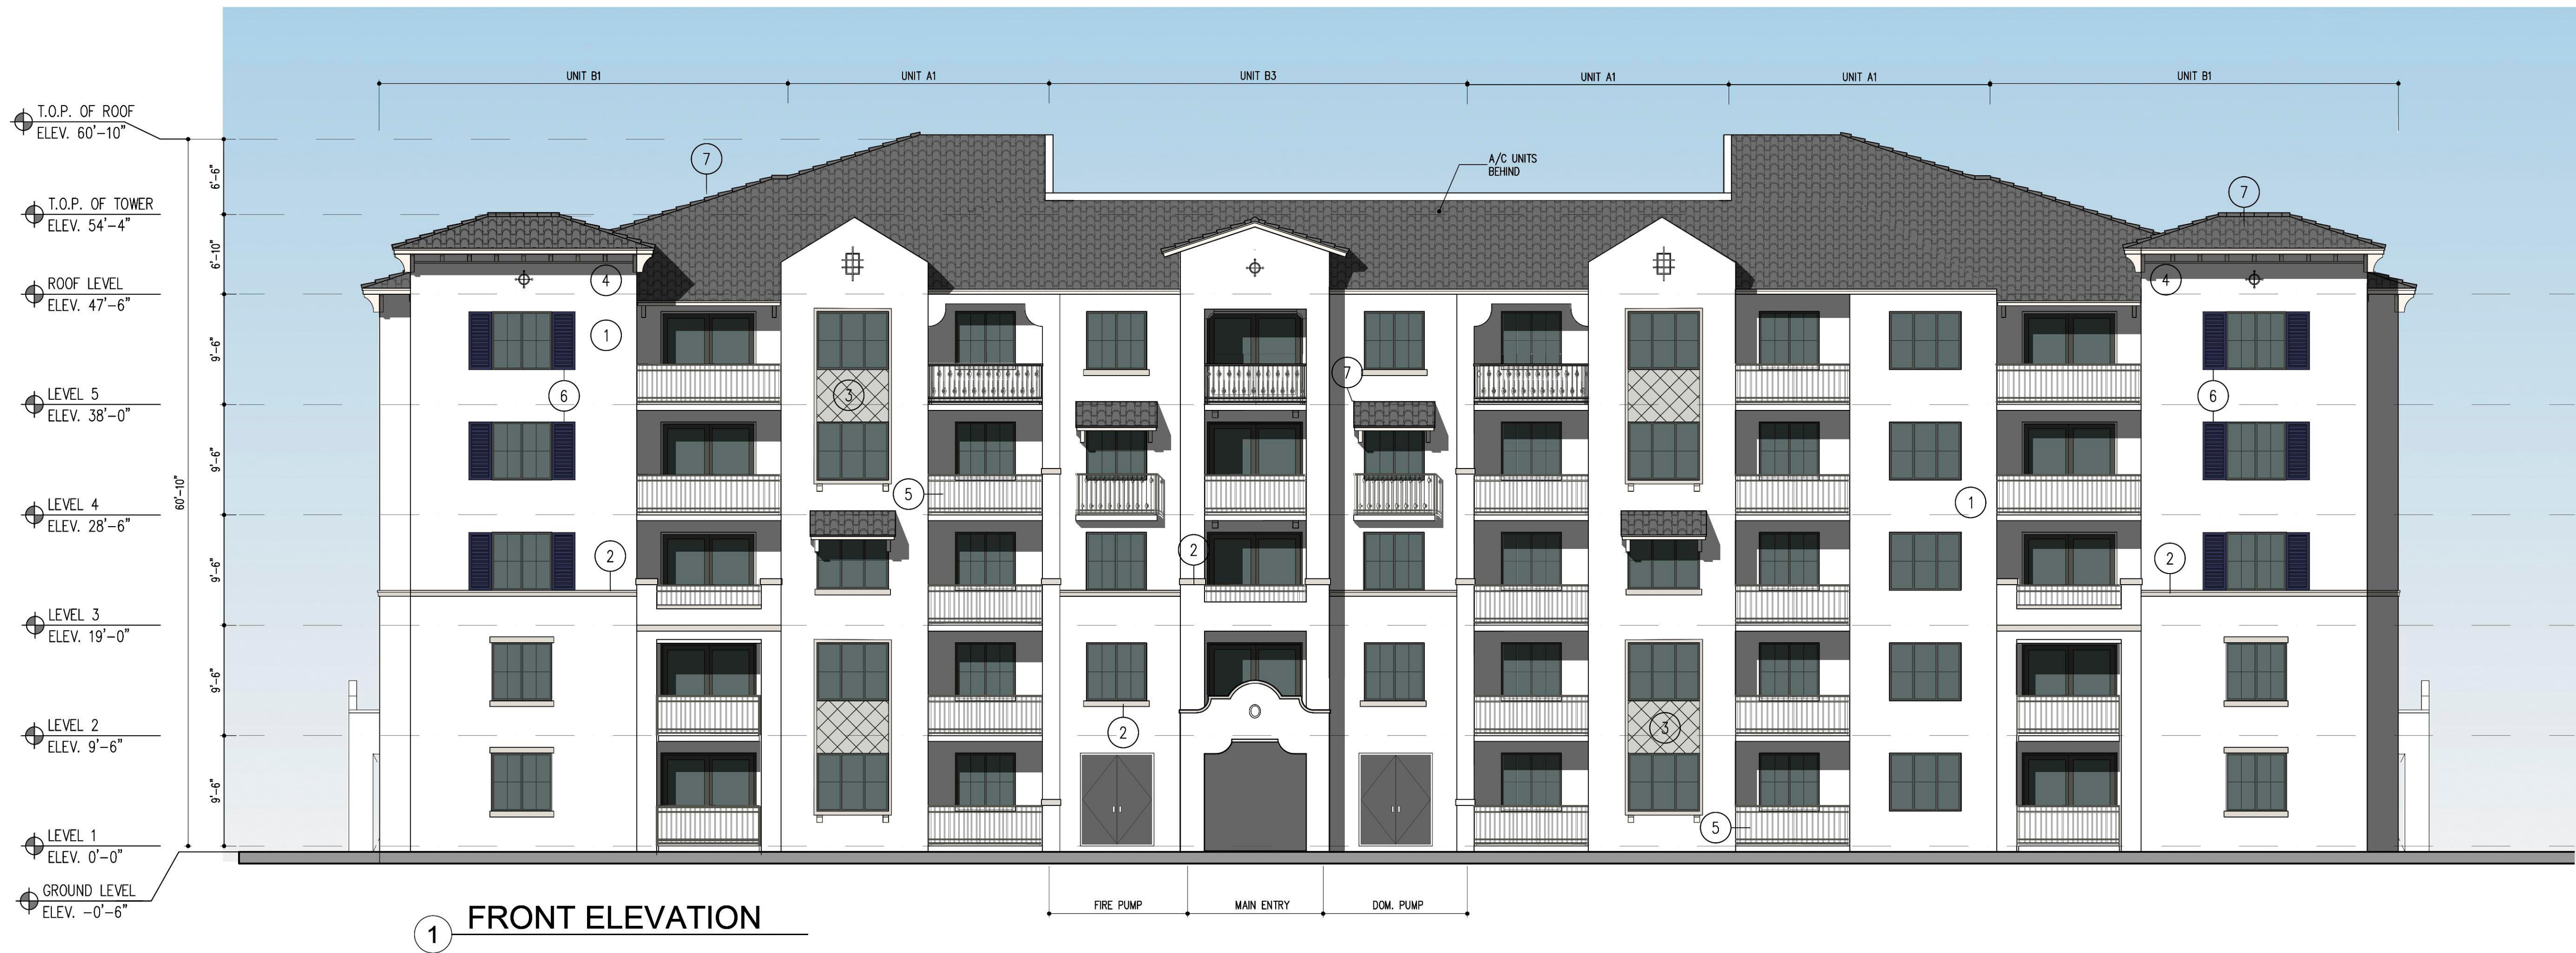 UNIT B1
UNIT A1
UNIT B3
UNIT A1
UNIT A1
UNIT B1
T.O.P. OF ROOF
ELEV. 60'-10"
T.O.P. OF TOWER
ELEV. 54'-4"
ROOF LEVEL
ELEV. 47'-6"
LEVEL 5
ELEV. 38'-0"
LEVEL 4
ELEV. 28'-6"
LEVEL 3
ELEV. 19'-0"
LEVEL 2
ELEV. 9'-6"
LEVEL 1
ELEV. 0'-0"
GROUND LEVEL
ELEV. -0'-6"
60'-10"
6'-6"
6'-10"
9'-6"
9'-6"
9'-6"
9'-6"
9'-6"
7
A/C UNITS
BEHIND
7
4
4
1
7
3
6
6
5
1
2
2
2
2
3
5
FIRE PUMP
MAIN ENTRY
DOM. PUMP
1
FRONT ELEVATION